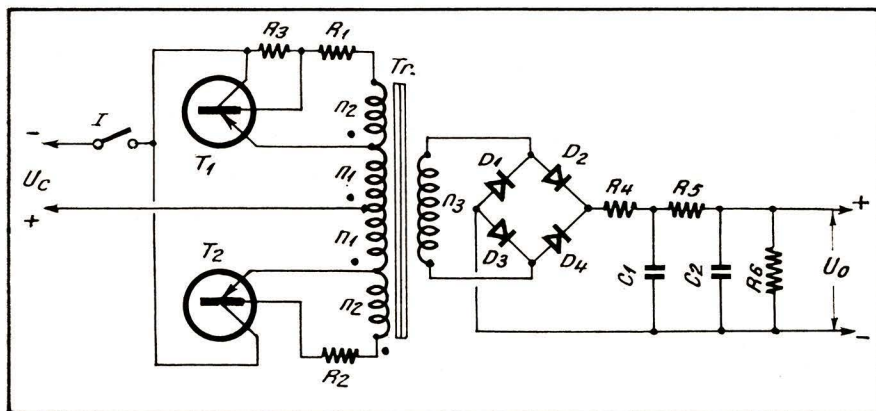 R3 R1
Tr.
n2
- I
T1
D1 D2
Uc
n1
n3
R4 R5
+
+
n1
T2
D3 D4
C1 C2 R6 Uo
n2
-
R2